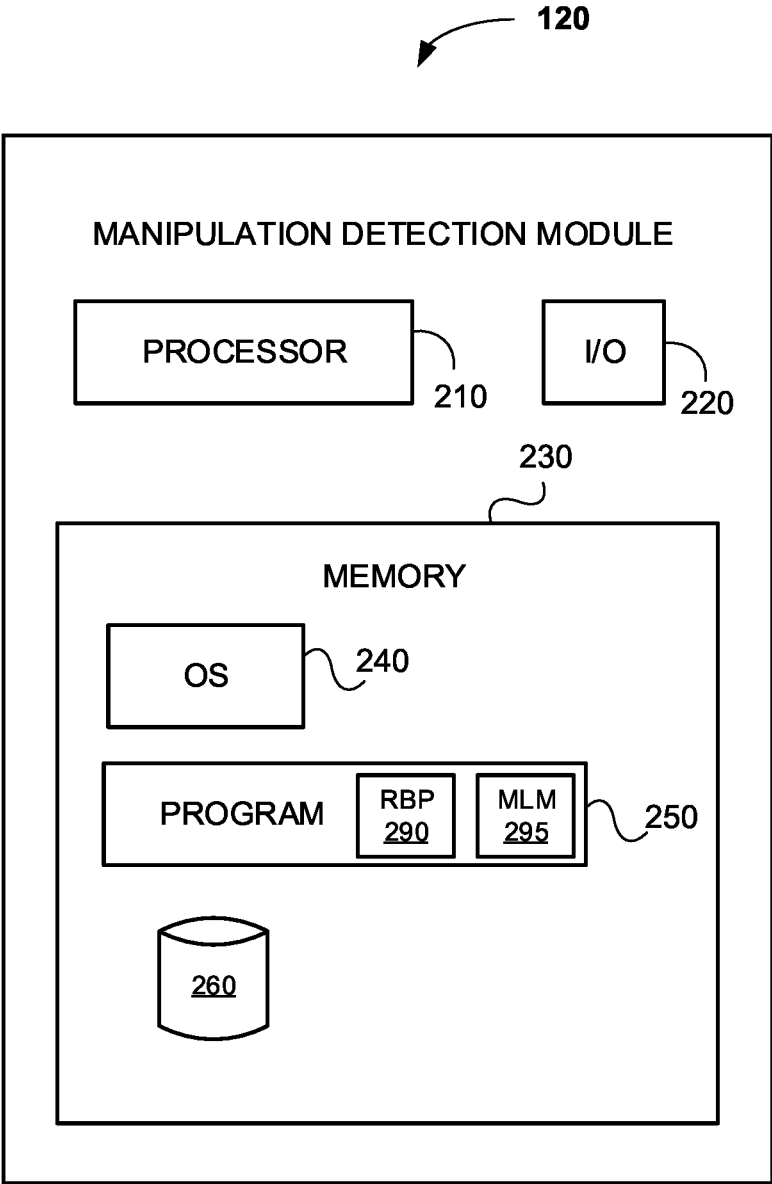 120
MANIPULATION DETECTION MODULE
PROCESSOR
210
I/O
220
230
MEMORY
OS
240
PROGRAM
RBP
290
MLM
295
250
260